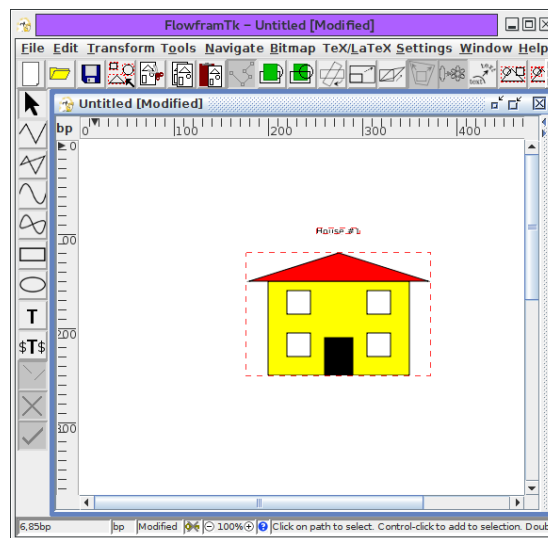 FlowframTk – Untitled [Modified]
File Edit Transform Tools Navigate Bitmap TeX/LaTeX Settings Window Help
Untitled [Modified]
bp 0 100 200 300 400
0
100
200
300
T
$T$
6,85bp bp Modified 100% Click on path to select. Control-click to add to selection. Doub